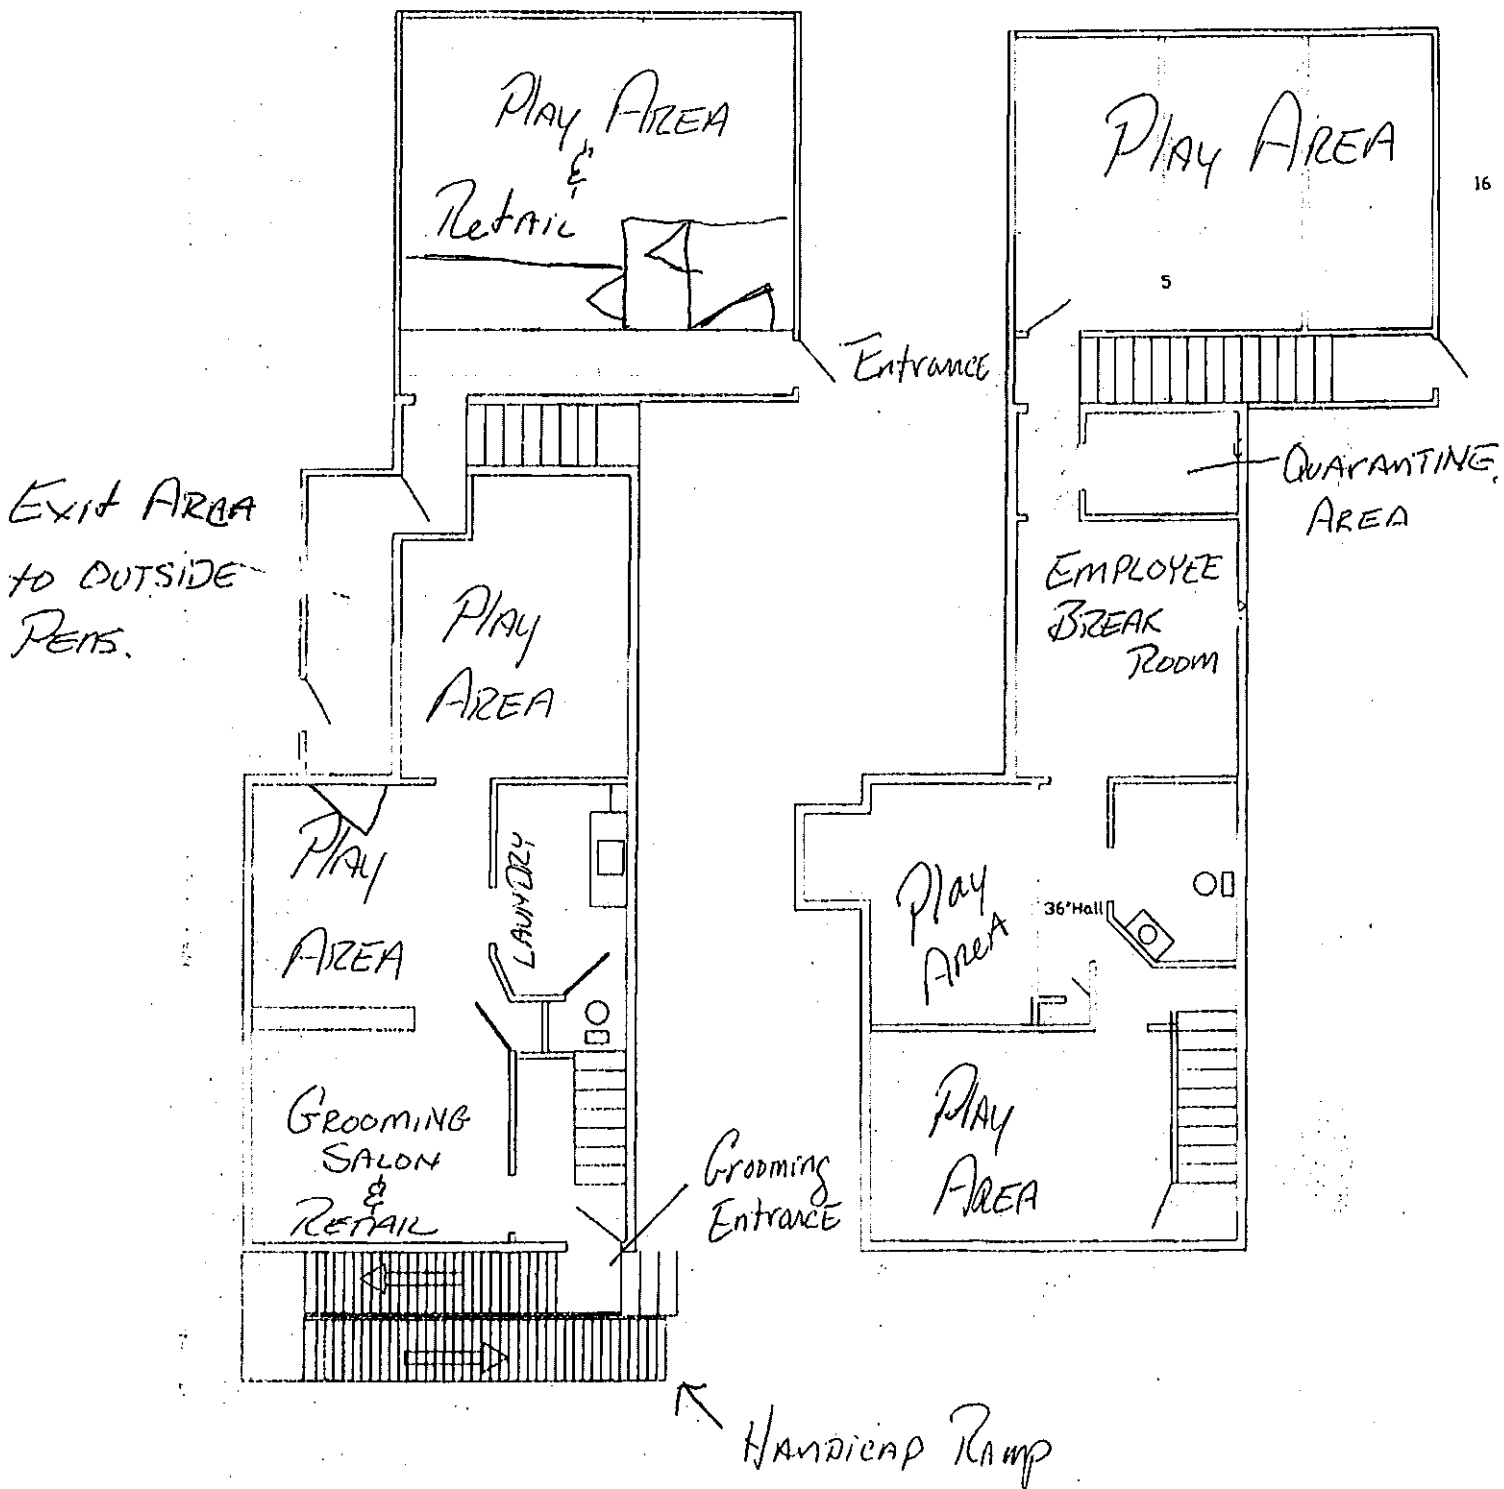 Play Area
&
Retail
Entrance
Exit Area
to Outside
Pens.
Play
Area
Play
Area
Laundry
Grooming
Salon
&
Retail
Grooming
Entrance
Handicap Ramp
Play Area
16
5
Quarantine
Area
Employee
Break
Room
Play
Area
36"Hall
Play
Area